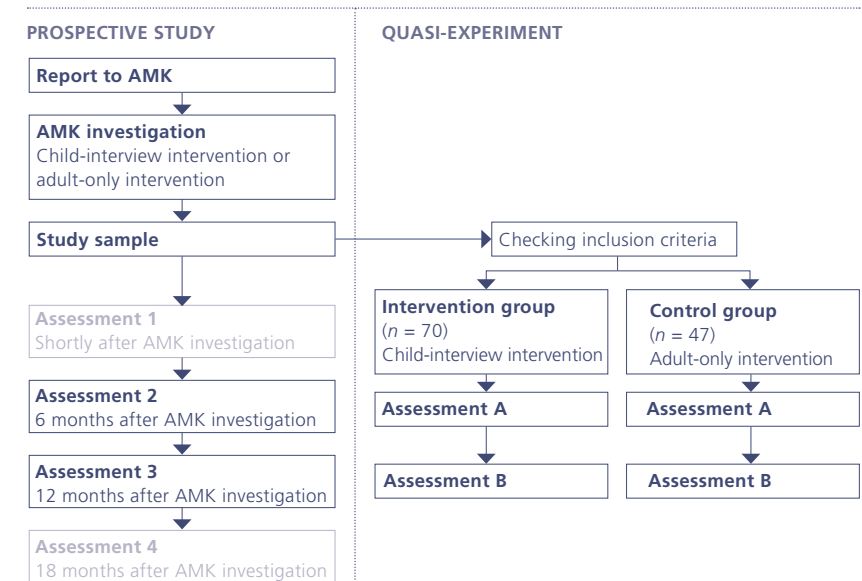 PROSPECTIVE STUDY
Report to AMK
AMK investigation
Child-interview intervention or
adult-only intervention
Study sample
Assessment 1
Shortly after AMK investigation
Assessment 2
6 months after AMK investigation
Assessment 3
12 months after AMK investigation
Assessment 4
18 months after AMK investigation
QUASI-EXPERIMENT
Checking inclusion criteria
Intervention group
(n = 70)
Child-interview intervention
Assessment A
Assessment B
Control group
(n = 47)
Adult-only intervention
Assessment A
Assessment B